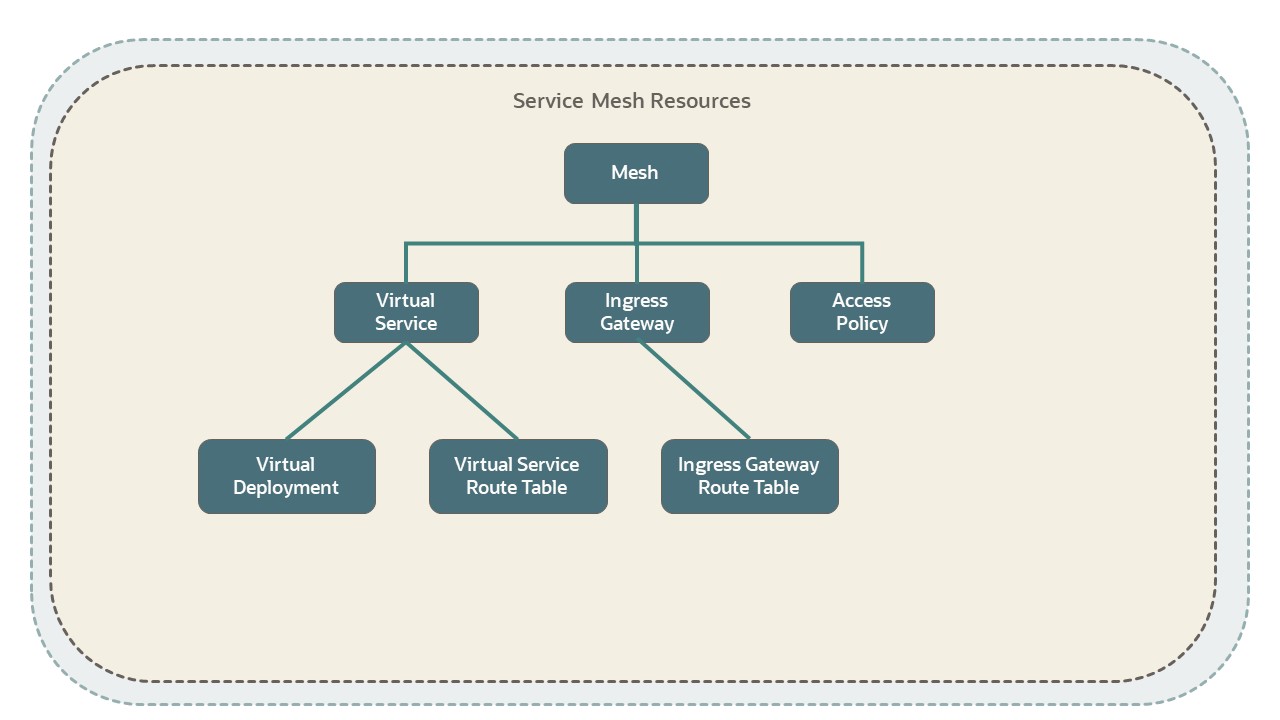 Service Mesh Resources
Mesh
Virtual
Service
Ingress
Gateway
Access
Policy
Virtual
Deployment
Virtual Service
Route Table
Ingress Gateway
Route Table